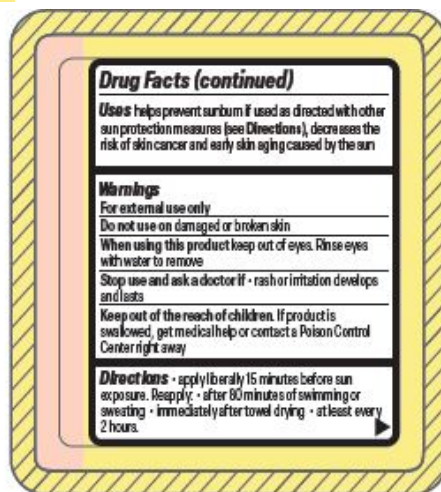 Drug Facts (continued)
Uses helps prevent sunburn if used as directed with other
sun protection measures (see Directions), decreases the
risk of skin cancer and early skin aging caused by the sun
Warnings
For external use only
Do not use on damaged or broken skin
When using this product keep out of eyes. Rinse eyes
with water to remove
Stop use and ask a doctor if • rash or irritation develops
and lasts
Keep out of the reach of children. If product is
swallowed, get medical help or contact a Poison Control
Center right away
Directions • apply liberally 15 minutes before sun
exposure. Reapply: • after 80 minutes of swimming or
sweating • immediately after towel drying • at least every
2 hours.